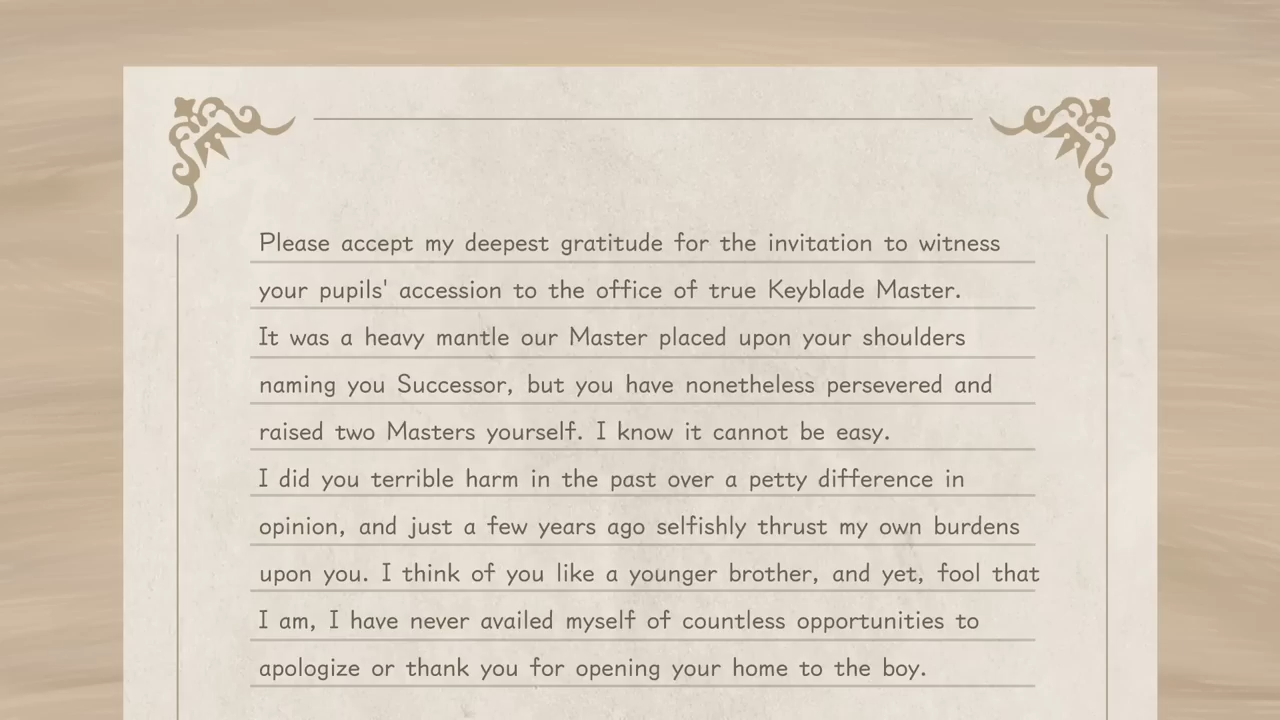 Please accept my deepest gratitude for the invitation to witness
your pupils' accession to the office of true Keyblade Master.
It was a heavy mantle our Master placed upon your shoulders
naming you Successor, but you have nonetheless persevered and
raised two Masters yourself. I know it cannot be easy.
I did you terrible harm in the past over a petty difference in
opinion, and just a few years ago selfishly thrust my own burdens
upon you. I think of you like a younger brother, and yet, fool that
I am, I have never availed myself of countless opportunities to
apologize or thank you for opening your home to the boy.